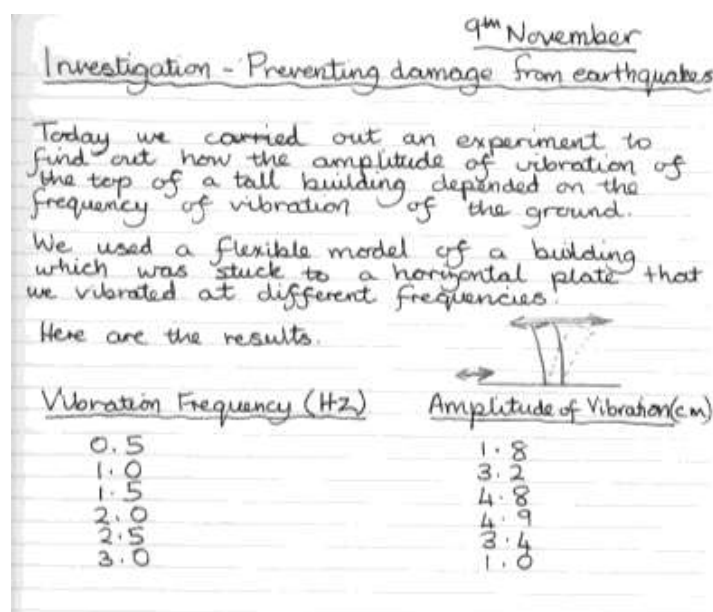 9th November
Investigation - Preventing damage from earthquakes
Today we carried out an experiment to
find out how the amplitude of vibration of
the top of a tall building depended on the
frequency of vibration of the ground.
We used a flexible model of a building
which was stuck to a horizontal plate that
we vibrated at different frequencies.
Here are the results.
Vibration Frequency (Hz) Amplitude of Vibration (cm)
0.5 1.8
1.0 3.2
1.5 4.8
2.0 4.9
2.5 3.4
3.0 1.0